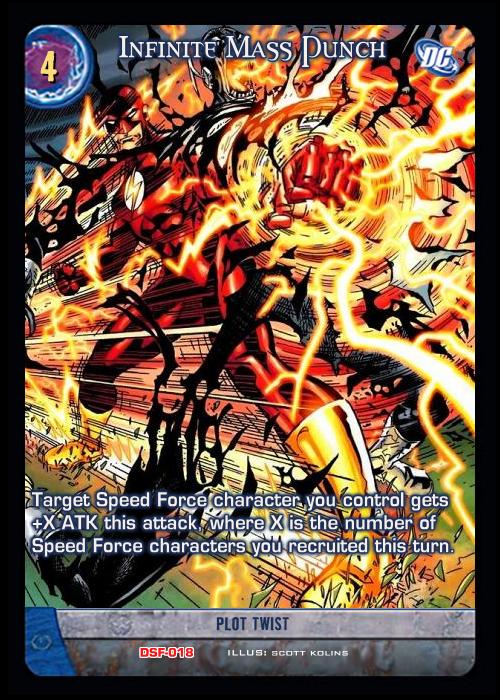 4
INFINITE MASS PUNCH
DC
Target Speed Force character you control gets
+X ATK this attack, where X is the number of
Speed Force characters you recruited this turn.
PLOT TWIST
DSF-018 ILLUS: SCOTT KOLINS